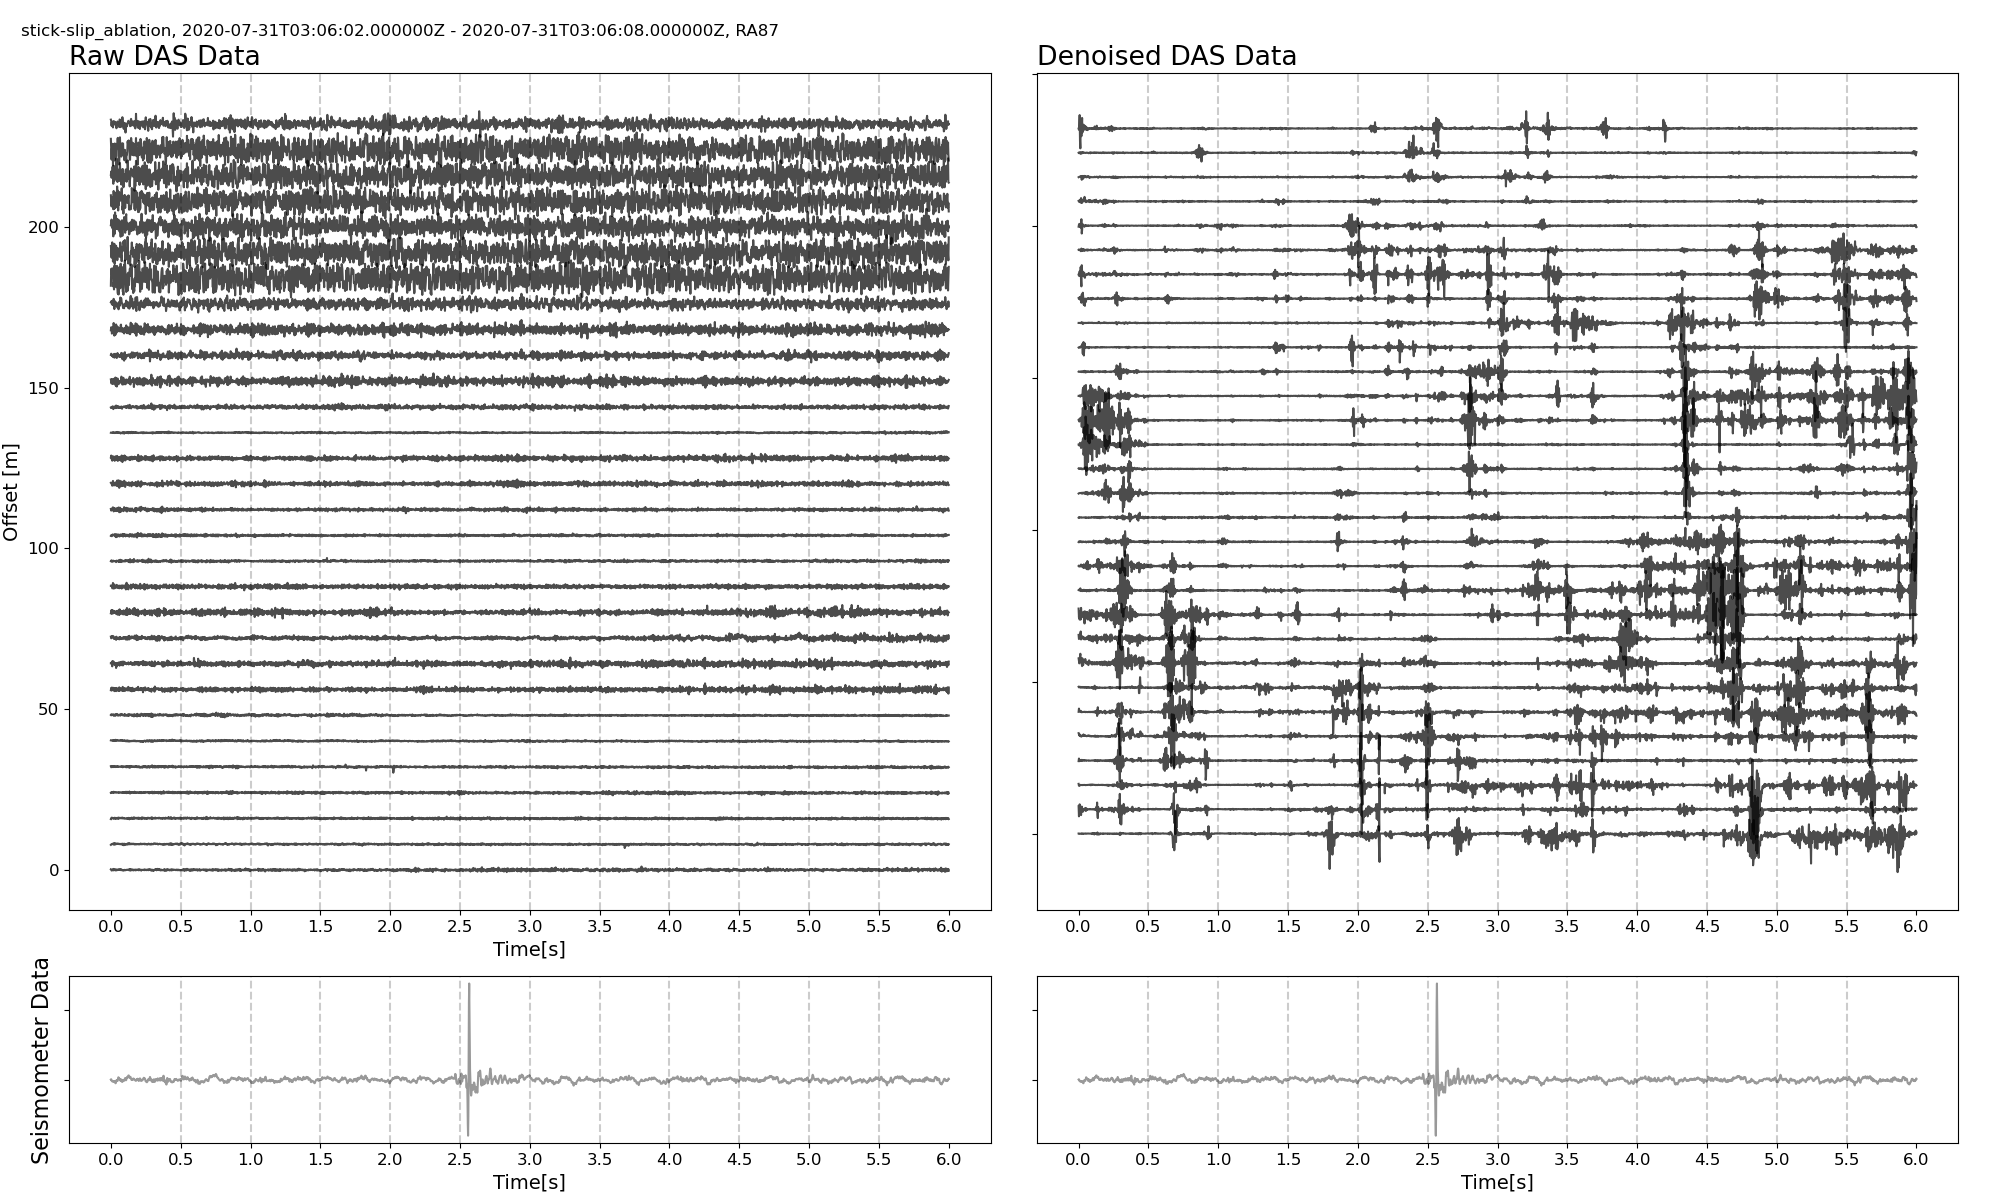 stick-slip_ablation, 2020-07-31T03:06:02.000000Z - 2020-07-31T03:06:08.000000Z, RA87
Raw DAS Data
Denoised DAS Data
Offset [m]
200
150
100
50
0
0.0 0.5 1.0 1.5 2.0 2.5 3.0 3.5 4.0 4.5 5.0 5.5 6.0
Time[s]
0.0 0.5 1.0 1.5 2.0 2.5 3.0 3.5 4.0 4.5 5.0 5.5 6.0
Seismometer Data
0.0 0.5 1.0 1.5 2.0 2.5 3.0 3.5 4.0 4.5 5.0 5.5 6.0
Time[s]
0.0 0.5 1.0 1.5 2.0 2.5 3.0 3.5 4.0 4.5 5.0 5.5 6.0
Time[s]